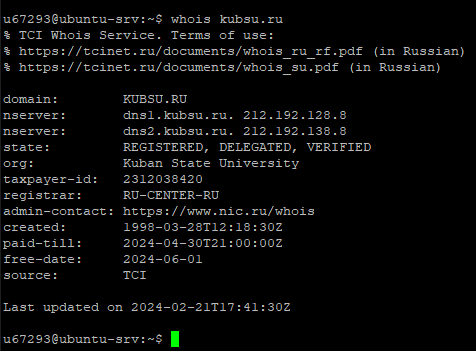 u67293@ubuntu-srv:~$ whois kubsu.ru
% TCI Whois Service. Terms of use:
% https://tcinet.ru/documents/whois_ru_rf.pdf (in Russian)
% https://tcinet.ru/documents/whois_su.pdf (in Russian)

domain:        KUBSU.RU
nserver:       dns1.kubsu.ru. 212.192.128.8
nserver:       dns2.kubsu.ru. 212.192.138.8
state:         REGISTERED, DELEGATED, VERIFIED
org:           Kuban State University
taxpayer-id:   2312038420
registrar:     RU-CENTER-RU
admin-contact: https://www.nic.ru/whois
created:       1998-03-28T12:18:30Z
paid-till:     2024-04-30T21:00:00Z
free-date:     2024-06-01
source:        TCI

Last updated on 2024-02-21T17:41:30Z

u67293@ubuntu-srv:~$